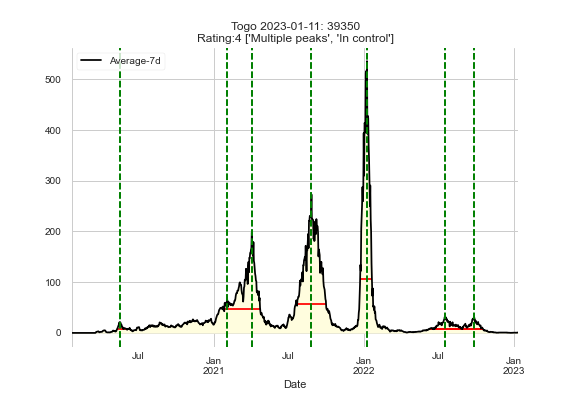 Togo 2023-01-11: 39350
Rating:4 ['Multiple peaks', 'In control']
Average-7d
500
400
300
200
100
0
Jul
Jan
2021
Jul
Jan
2022
Jul
Jan
2023
Date